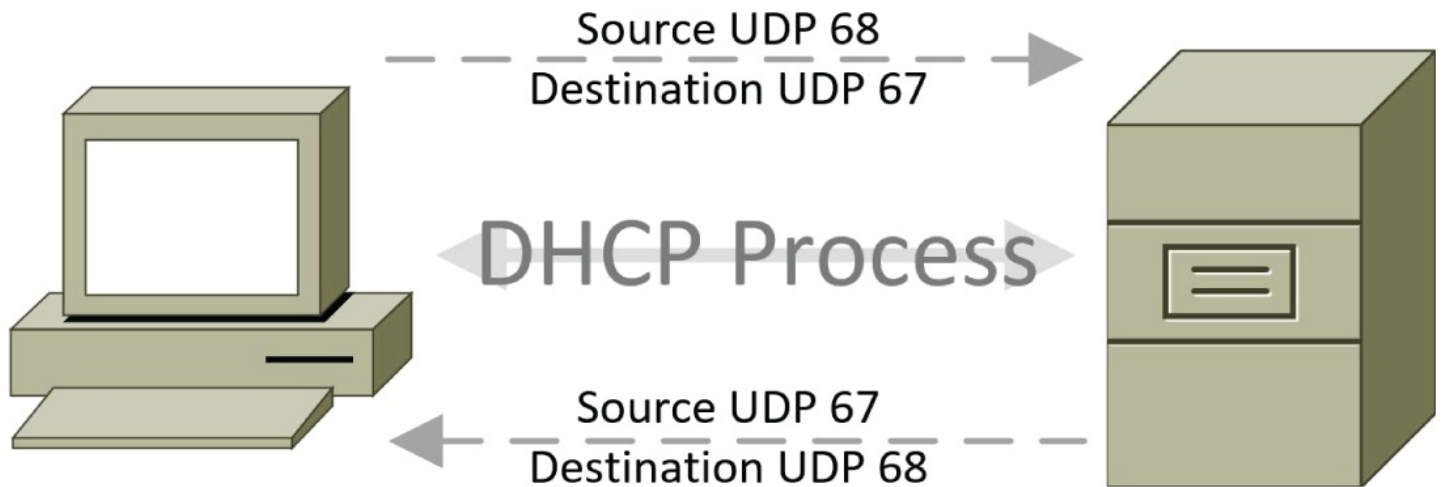 Source UDP 68
Destination UDP 67
DHCP Process
Source UDP 67
Destination UDP 68